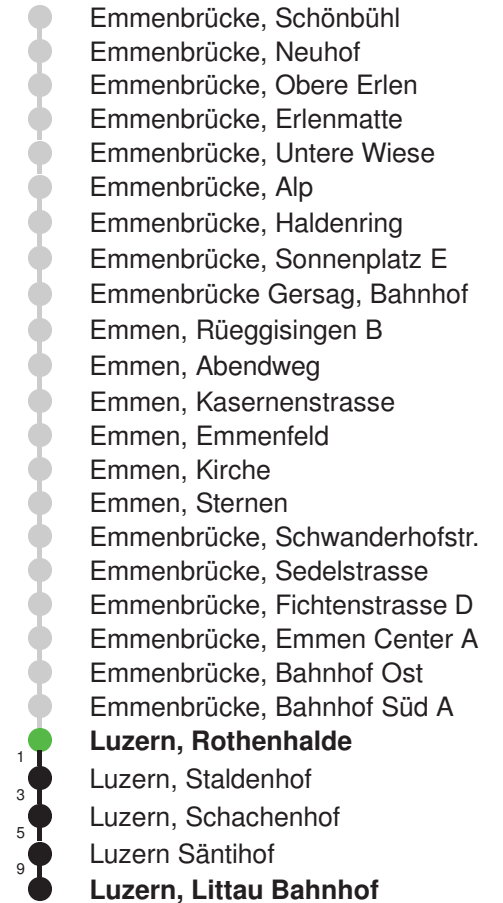 Emmenbrücke, Schönbühl
Emmenbrücke, Neuhof
Emmenbrücke, Obere Erlen
Emmenbrücke, Erlenmatte
Emmenbrücke, Untere Wiese
Emmenbrücke, Alp
Emmenbrücke, Haldenring
Emmenbrücke, Sonnenplatz E
Emmenbrücke Gersag, Bahnhof
Emmen, Rüeggisingen B
Emmen, Abendweg
Emmen, Kasernenstrasse
Emmen, Emmenfeld
Emmen, Kirche
Emmen, Sternen
Emmenbrücke, Schwanderhofstr.
Emmenbrücke, Sedelstrasse
Emmenbrücke, Fichtenstrasse D
Emmenbrücke, Emmen Center A
Emmenbrücke, Bahnhof Ost
Emmenbrücke, Bahnhof Süd A
Luzern, Rothenhalde
1
Luzern, Staldenhof
3
Luzern, Schachenhof
5
Luzern Säntihof
9
Luzern, Littau Bahnhof